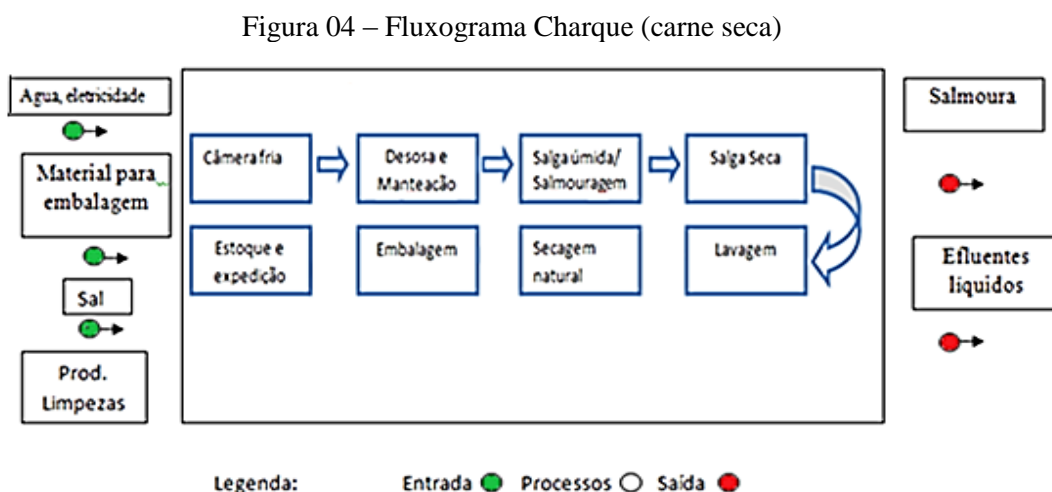 Figura 04 – Fluxograma Charque (carne seca)
Agua, eletricidade
Material para
embalagem
Sal
Prod.
Limpezas
Câmera fria
Desosa e
Manteação
Salga úmida/
Salmouragem
Salga Seca
Estoque e
expedição
Embalagem
Secagem
natural
Lavagem
Salmoura
Efluentes
líquidos
Legenda: Entrada Processos Saída